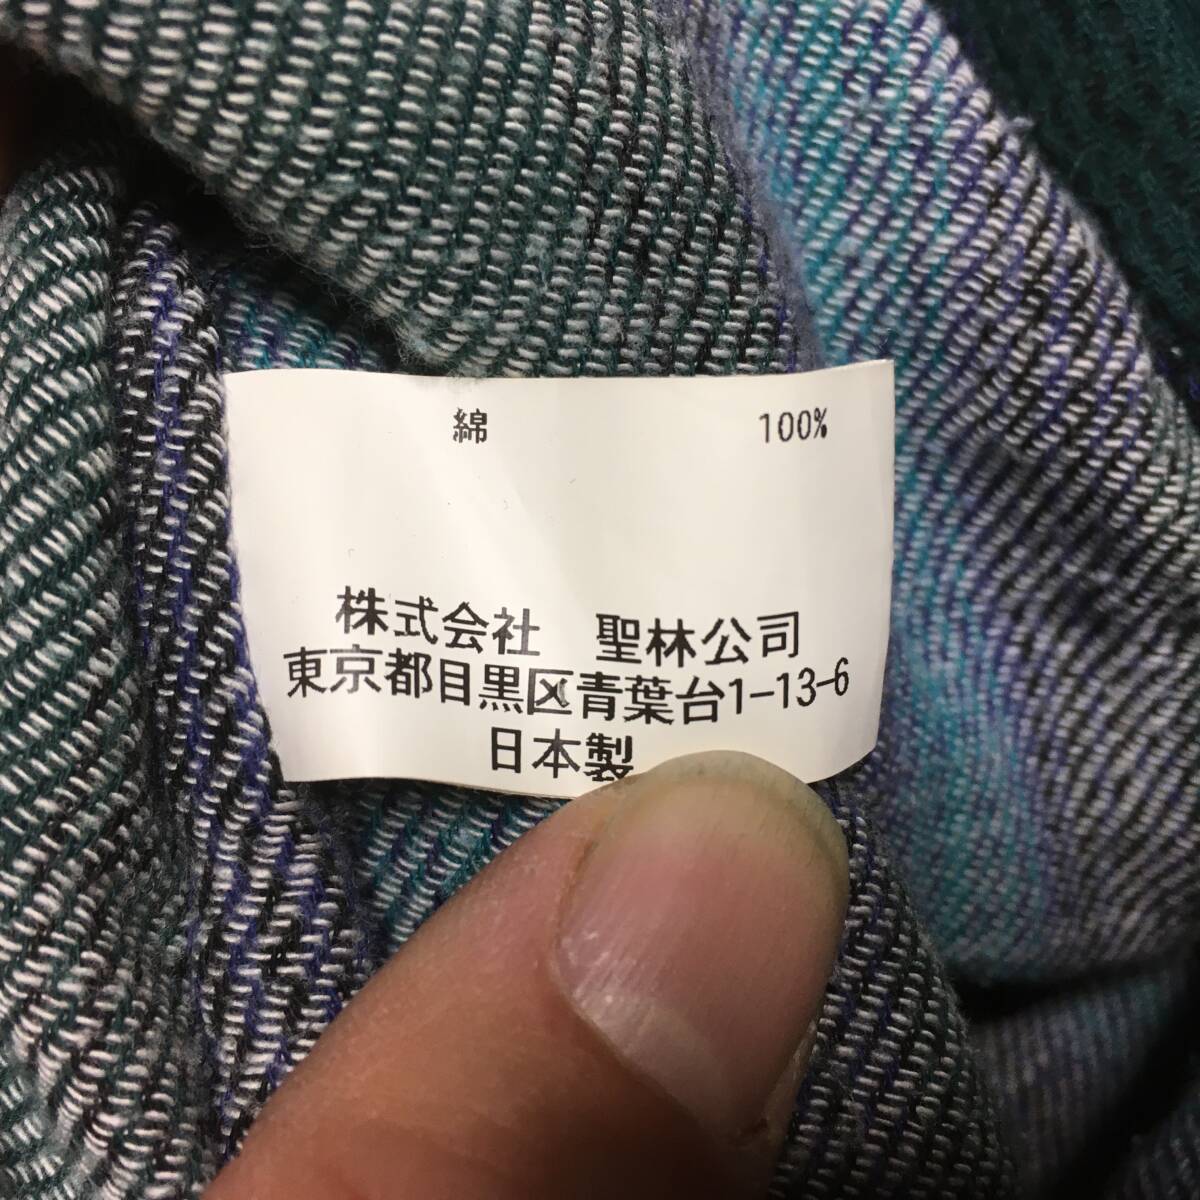 綿 100%
株式会社 聖林公司
東京都目黒区青葉台1-13-6
日本製